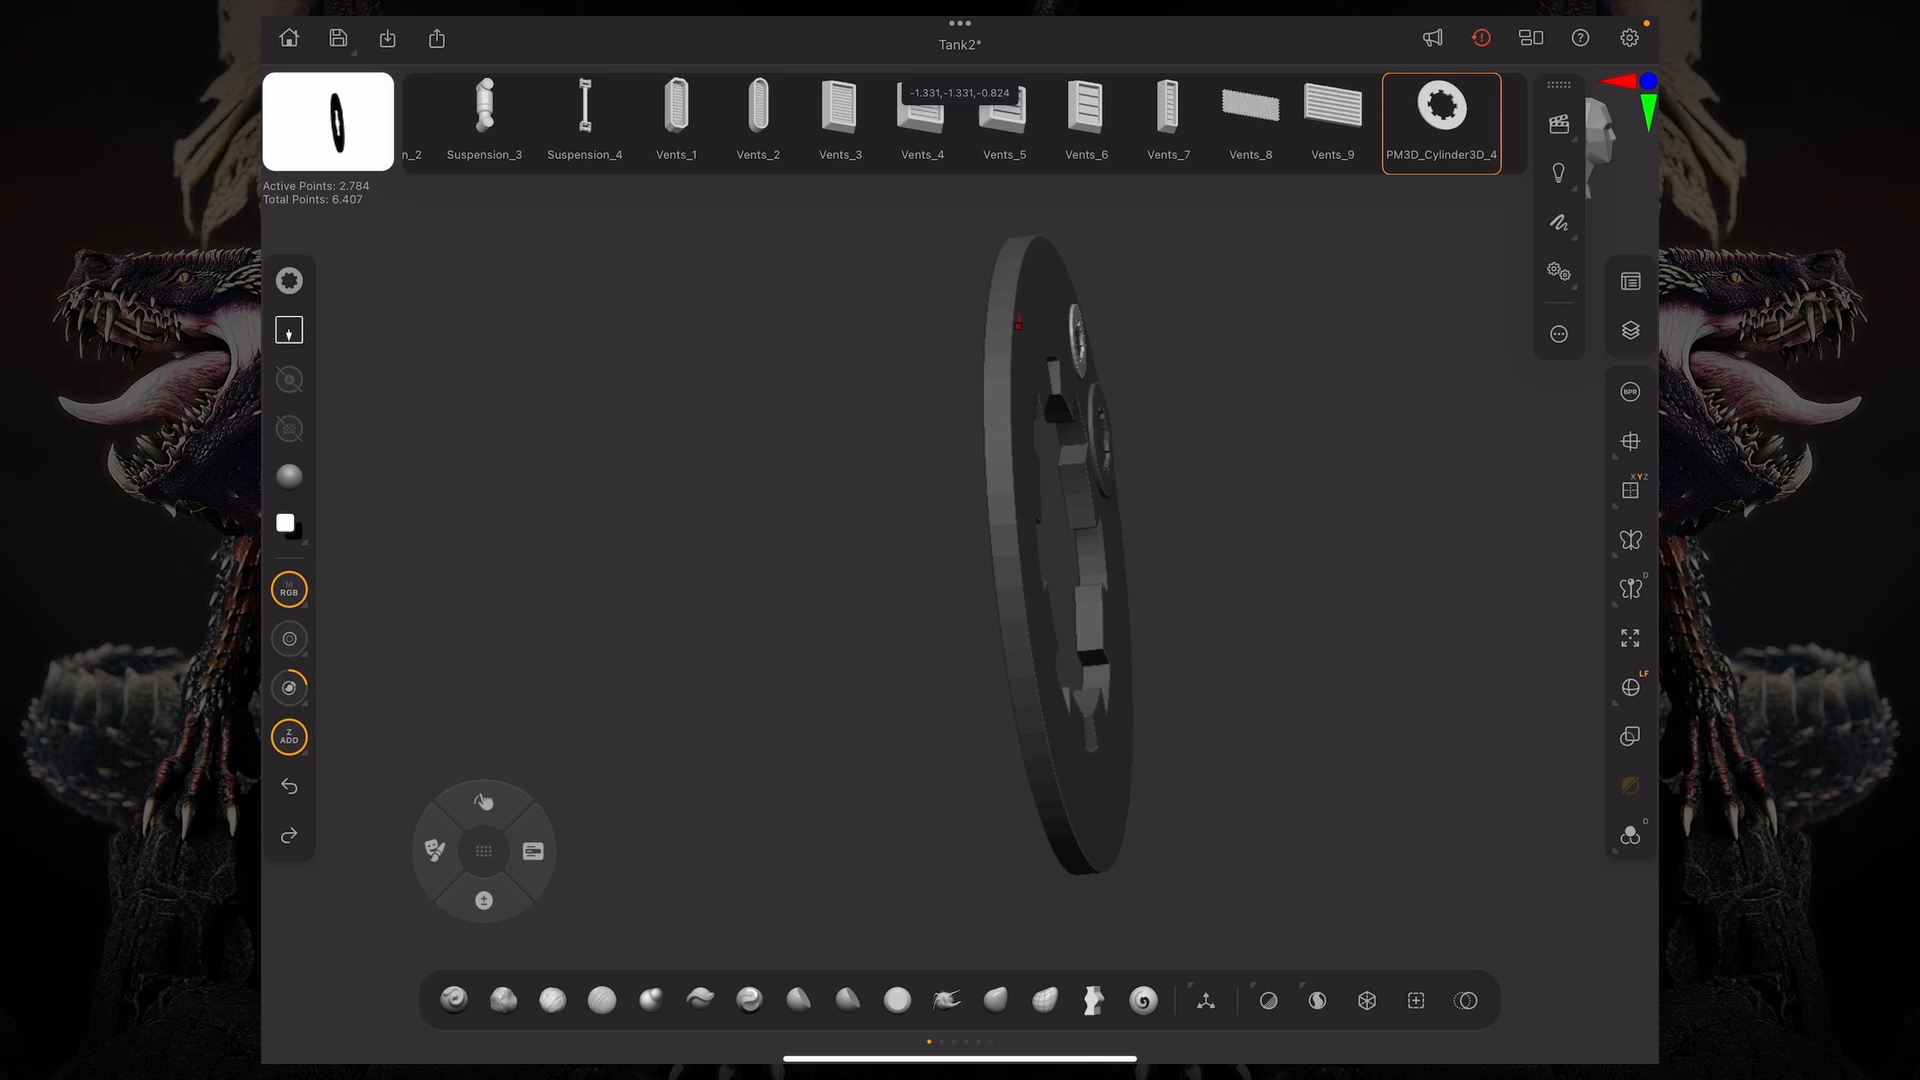 Tank2*
-1.331,-1.331,-0.824
n_2
Suspension_3
Suspension_4
Vents_1
Vents_2
Vents_3
Vents_4
Vents_5
Vents_6
Vents_7
Vents_8
Vents_9
PM3D_Cylinder3D_4
Active Points: 2.784
Total Points: 6.407
BPR
XYZ
D
LF
D
M
RGB
Z
ADD